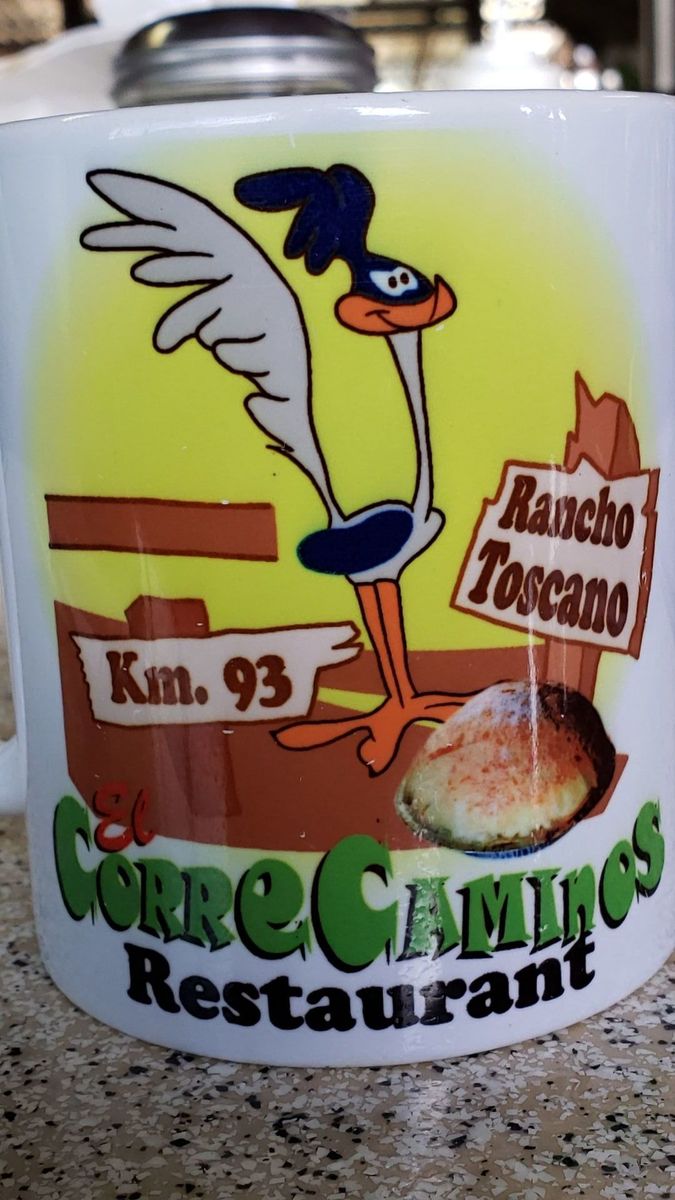 Rancho
Toscano
Km. 93
El
CORRECAMINOS
Restaurant